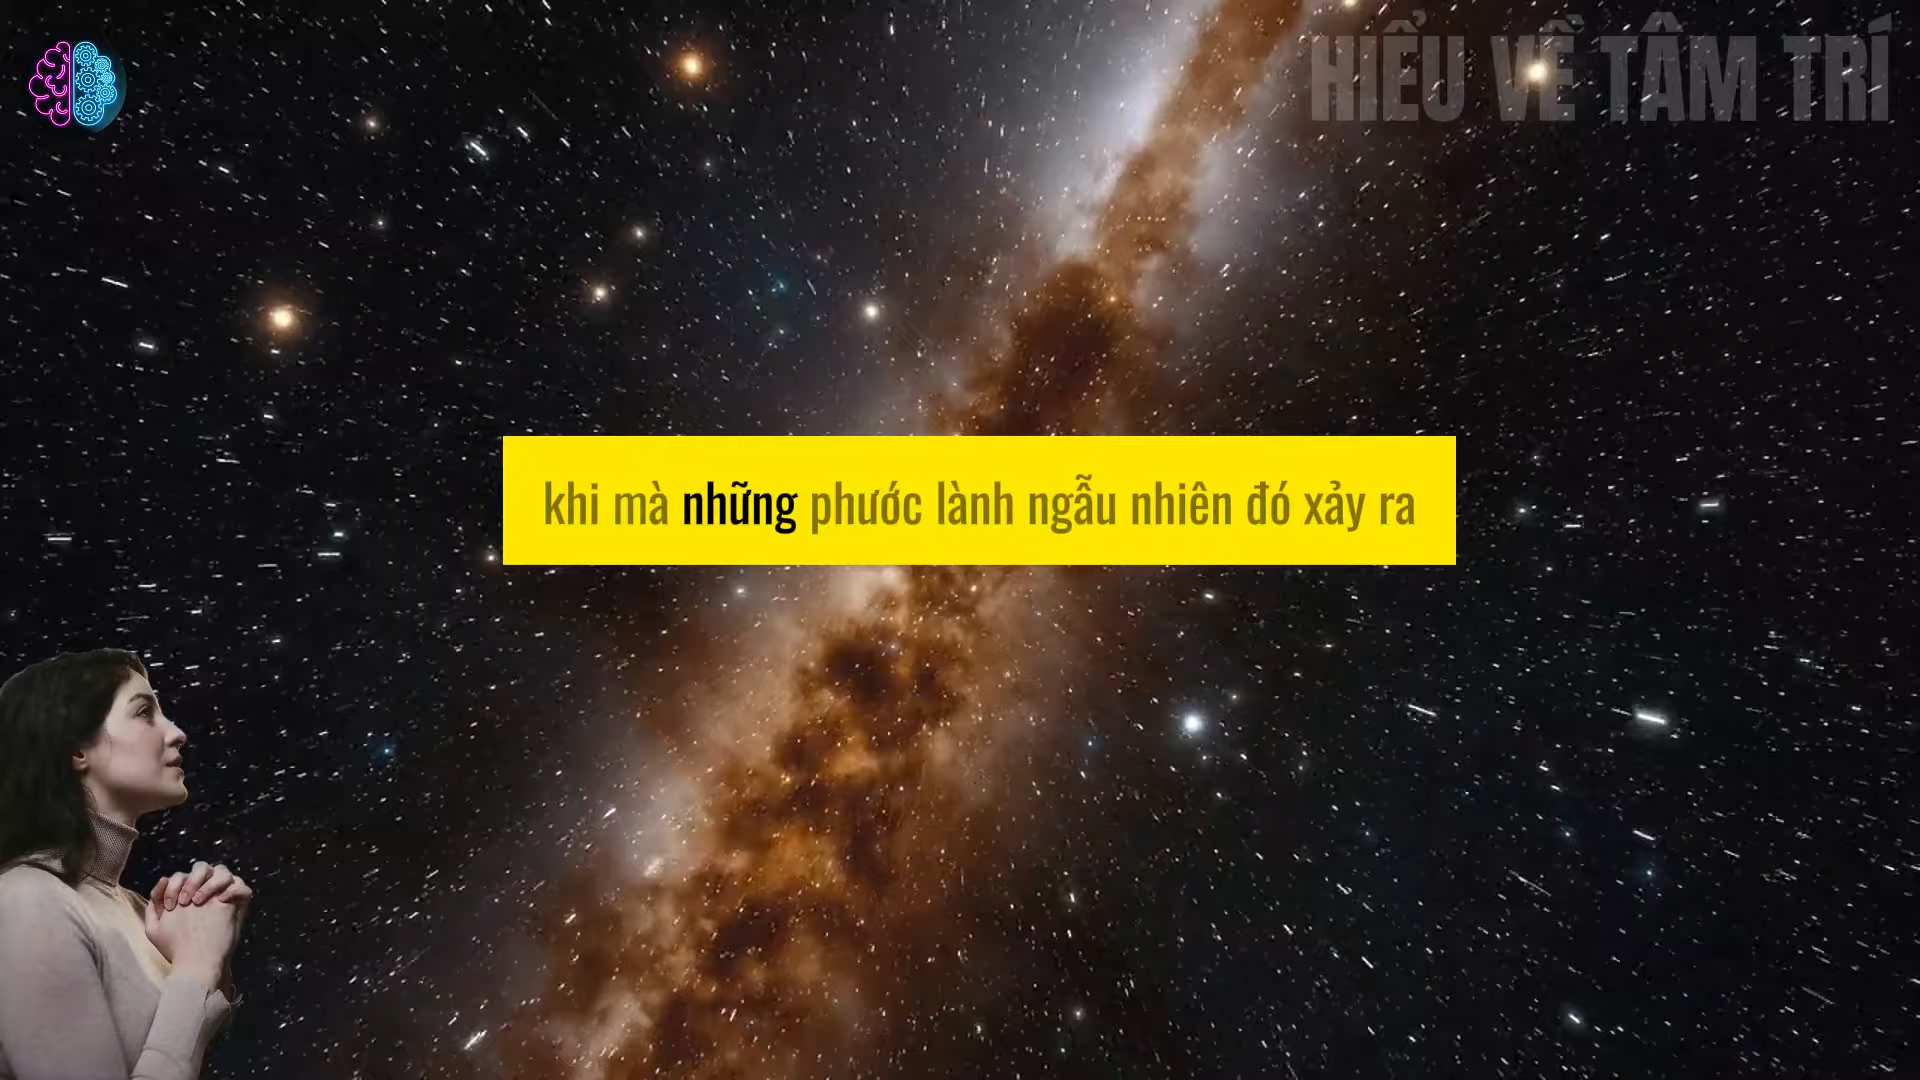 HIỂU VỀ TÂM TRÍ
khi mà những phước lành ngẫu nhiên đó xảy ra